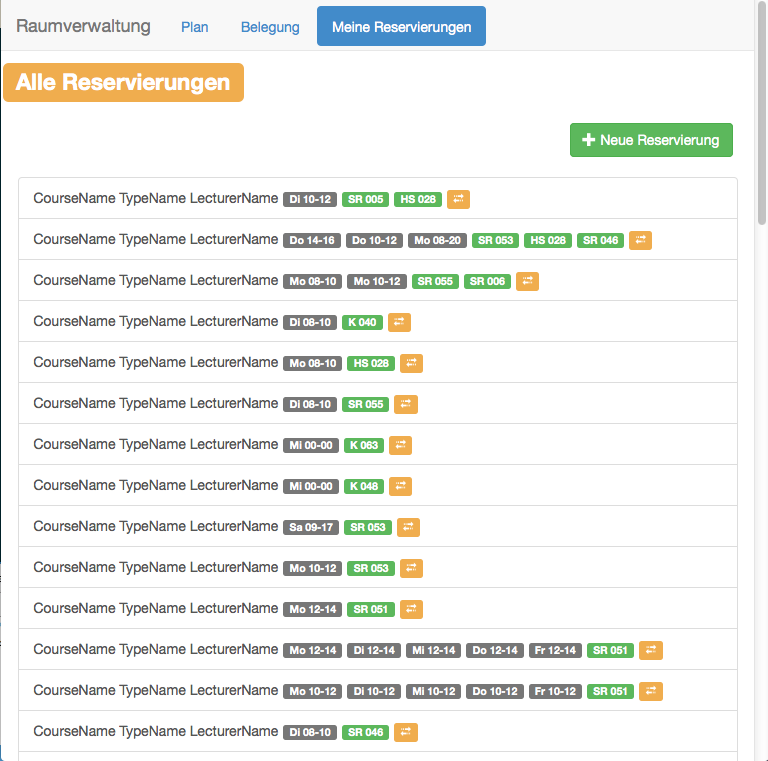 Raumverwaltung Plan Belegung Meine Reservierungen
Alle Reservierungen
Neue Reservierung
CourseName TypeName LecturerName Di 10-12 SR 005 HS 028
CourseName TypeName LecturerName Do 14-16 Do 10-12 Mo 08-20 SR 053 HS 028 SR 046
CourseName TypeName LecturerName Mo 08-10 Mo 10-12 SR 055 SR 006
CourseName TypeName LecturerName Di 08-10 K 040
CourseName TypeName LecturerName Mo 08-10 HS 028
CourseName TypeName LecturerName Di 08-10 SR 055
CourseName TypeName LecturerName Mi 00-00 K 063
CourseName TypeName LecturerName Mi 00-00 K 048
CourseName TypeName LecturerName Sa 09-17 SR 053
CourseName TypeName LecturerName Mo 10-12 SR 053
CourseName TypeName LecturerName Mo 12-14 SR 051
CourseName TypeName LecturerName Mo 12-14 Di 12-14 Mi 12-14 Do 12-14 Fr 12-14 SR 051
CourseName TypeName LecturerName Mo 10-12 Di 10-12 Mi 10-12 Do 10-12 Fr 10-12 SR 051
CourseName TypeName LecturerName Di 08-10 SR 046